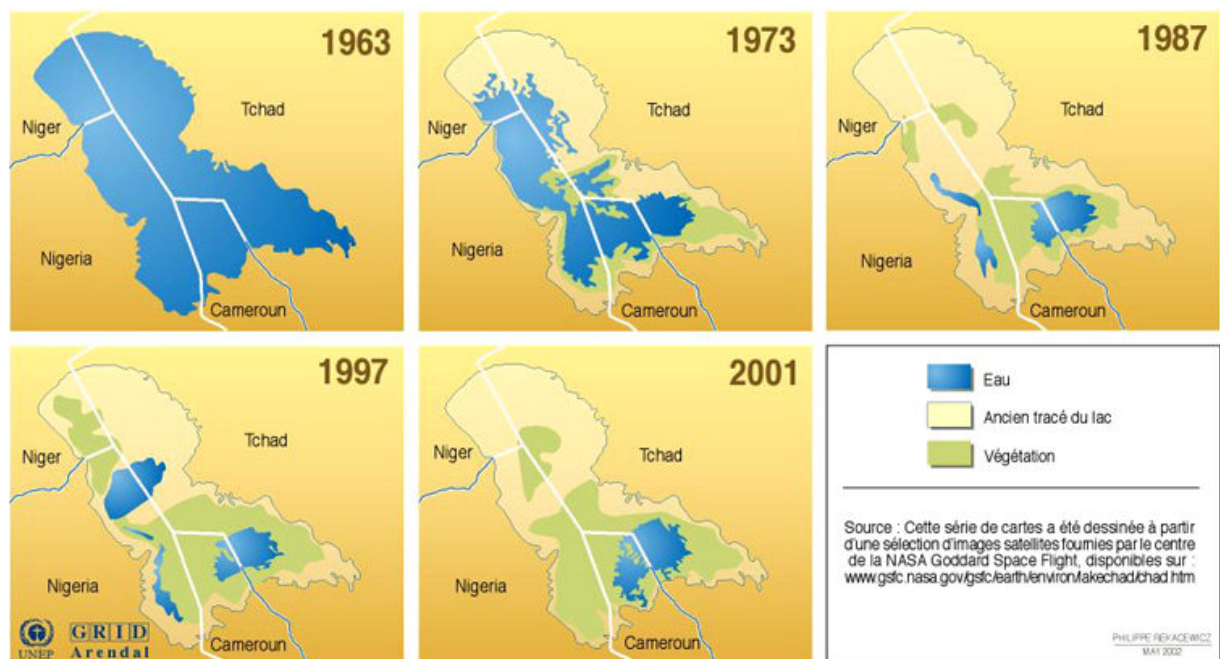 1963
Tchad
Niger
Nigeria
Cameroun
1973
Tchad
Niger
Nigeria
Cameroun
1987
Tchad
Niger
Nigeria
Cameroun
1997
Tchad
Niger
Nigeria
Cameroun
UNEP
GRID
Arendal
2001
Tchad
Niger
Nigeria
Cameroun
Eau
Ancien tracé du lac
Végétation
Source : Cette série de cartes a été dessinée à partir
d'une sélection d'images satellites fournies par le centre
de la NASA Goddard Space Flight, disponibles sur :
www.gsfc.nasa.gov/gsfc/earth/environ/lakechad/chad.htm
PHILIPPE REKACEWICZ
MAY 2002